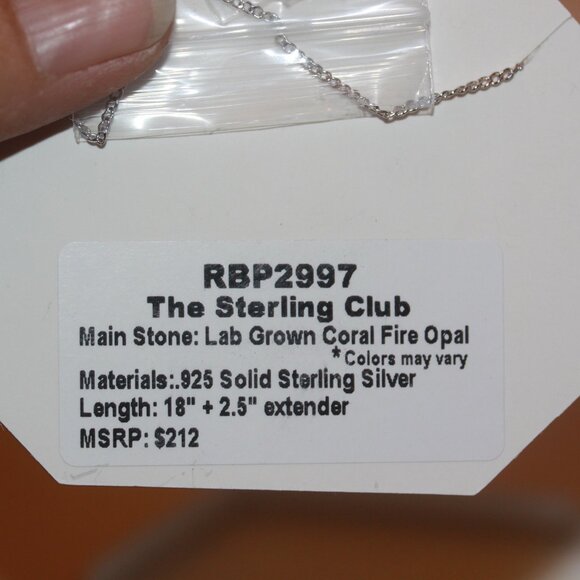 RBP2997
The Sterling Club
Main Stone: Lab Grown Coral Fire Opal
*Colors may vary
Materials:.925 Solid Sterling Silver
Length: 18" + 2.5" extender
MSRP: $212